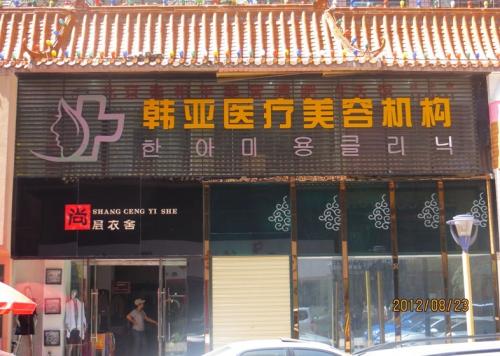 韩亚医疗美容机构
한아미용클리닉
尚
SHANG CENG YI SHE
层衣舍
2012/08/23